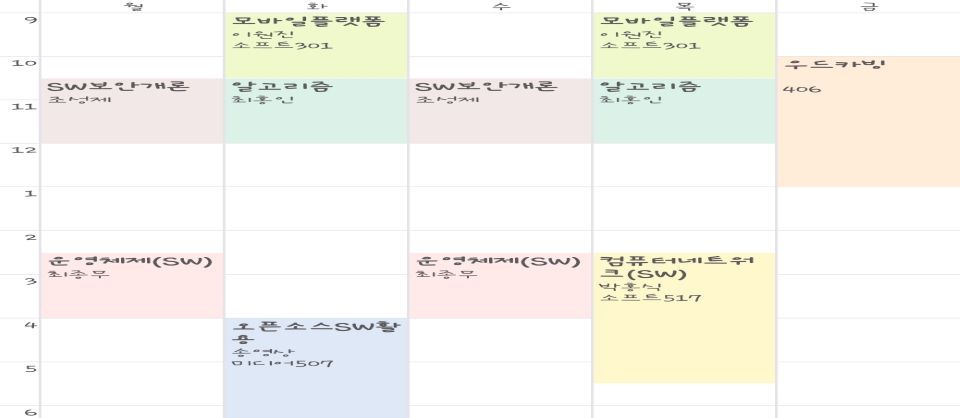 월 화 수 목 금
9
모바일플랫폼
이원진
소프트301
모바일플랫폼
이원진
소프트301
10
우드카빙
406
SW보안개론
조성제
알고리즘
최홍인
SW보안개론
조성제
알고리즘
최홍인
11
12
1
2
운영체제(SW)
최종무
운영체제(SW)
최종무
컴퓨터네트워
크(SW)
박홍식
소프트517
3
4
오픈소스SW활
용
송영상
미디어507
5
6